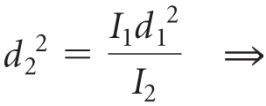 d₂² = I₁d₁² / I₂ ⇒